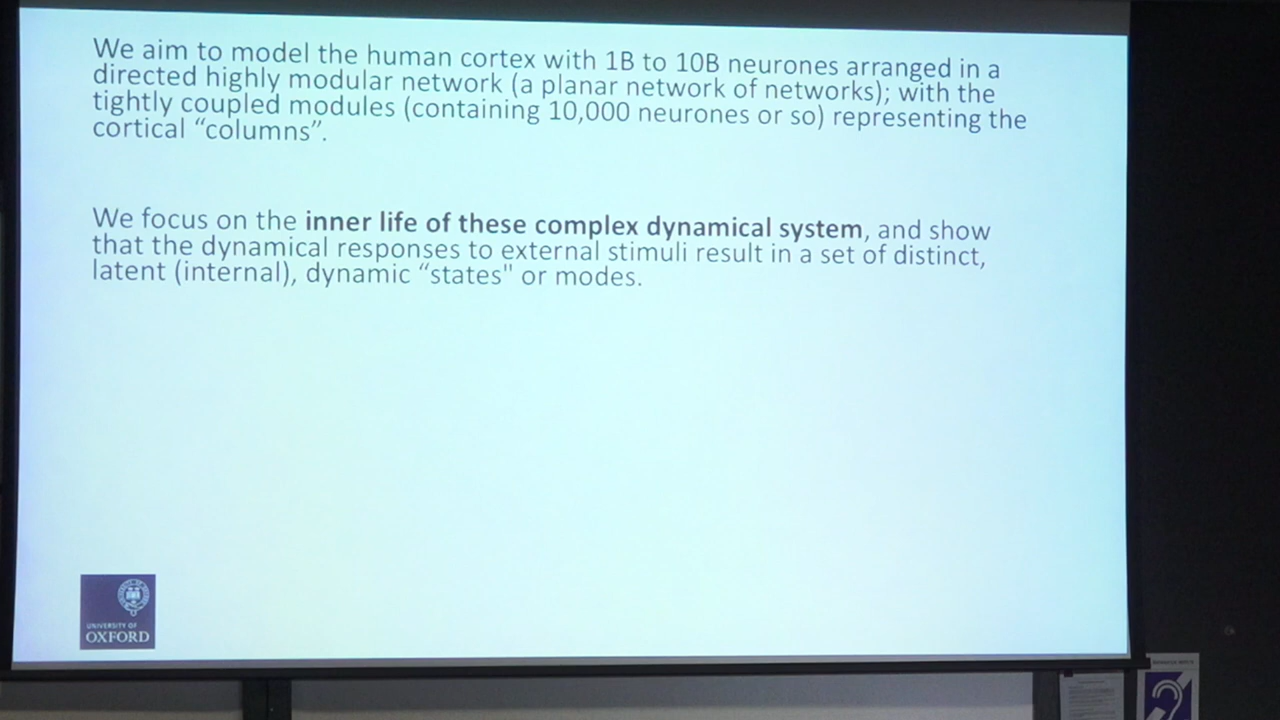 We aim to model the human cortex with 1B to 10B neurones arranged in a
directed highly modular network (a planar network of networks); with the
tightly coupled modules (containing 10,000 neurones or so) representing the
cortical “columns”.
We focus on the inner life of these complex dynamical system, and show
that the dynamical responses to external stimuli result in a set of distinct,
latent (internal), dynamic “states" or modes.
UNIVERSITY OF
OXFORD